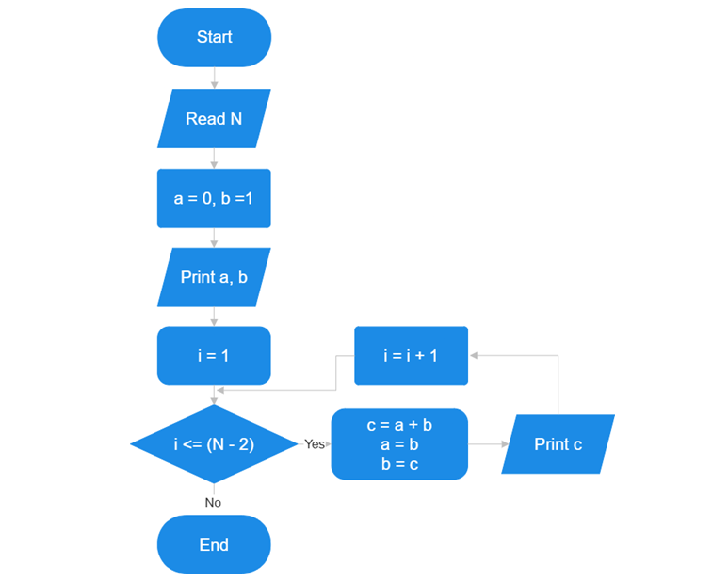 Start
Read N
a = 0, b =1
Print a, b
i = 1
i = i + 1
i <= (N - 2)
Yes
c = a + b
a = b
b = c
Print c
No
End